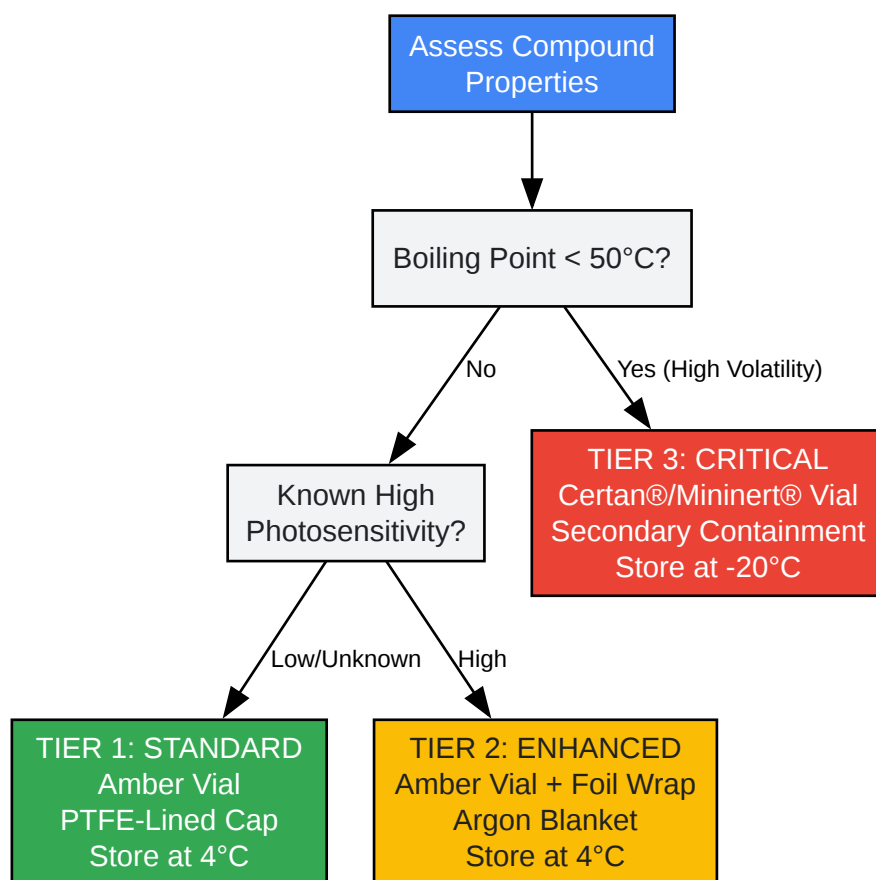 Assess Compound
Properties
Boiling Point < 50°C?
No
Yes (High Volatility)
TIER 3: CRITICAL
Certan®/Mininert® Vial
Secondary Containment
Store at -20°C
Known High
Photosensitivity?
Low/Unknown
High
TIER 1: STANDARD
Amber Vial
PTFE-Lined Cap
Store at 4°C
TIER 2: ENHANCED
Amber Vial + Foil Wrap
Argon Blanket
Store at 4°C